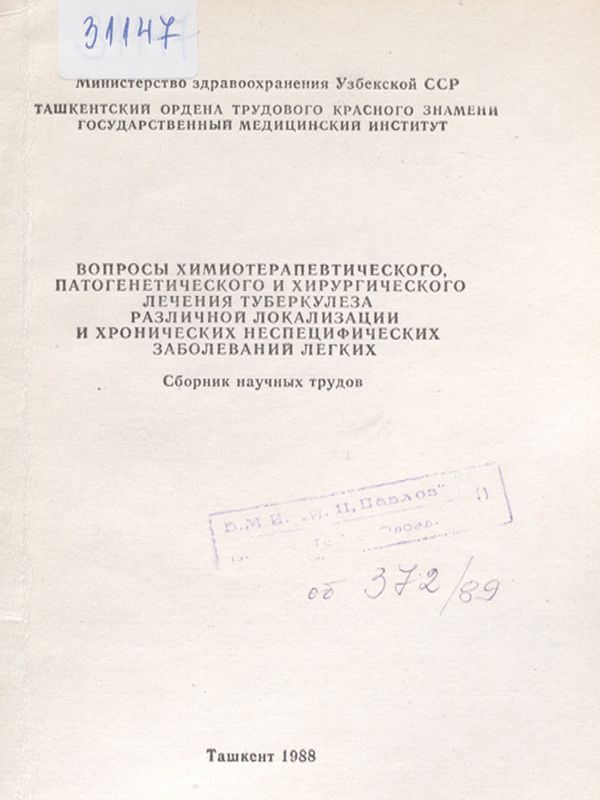 31147
Министерство здравоохранения Узбекской ССР
ТАШКЕНТСКИЙ ОРДЕНА ТРУДОВОГО КРАСНОГО ЗНАМЕНИ
ГОСУДАРСТВЕННЫЙ МЕДИЦИНСКИЙ ИНСТИТУТ
ВОПРОСЫ ХИМИОТЕРАПЕВТИЧЕСКОГО,
ПАТОГЕНЕТИЧЕСКОГО И ХИРУРГИЧЕСКОГО
ЛЕЧЕНИЯ ТУБЕРКУЛЕЗА
РАЗЛИЧНОЙ ЛОКАЛИЗАЦИИ
И ХРОНИЧЕСКИХ НЕСПЕЦИФИЧЕСКИХ
ЗАБОЛЕВАНИЙ ЛЕГКИХ
Сборник научных трудов
В.М.И. „И. П. Павлов"
об 372/89
Ташкент 1988